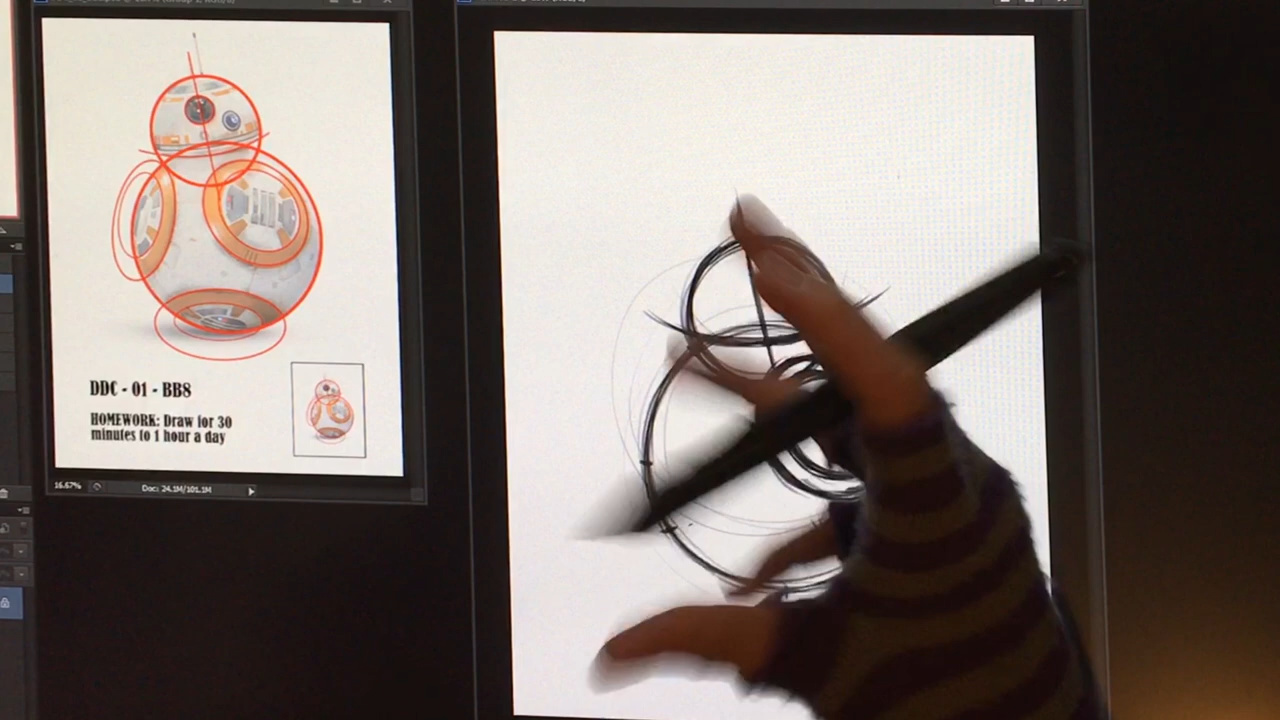 DDC - 01 - BB8
HOMEWORK: Draw for 30
minutes to 1 hour a day
16.67%
Doc: 24.1M/101.1M